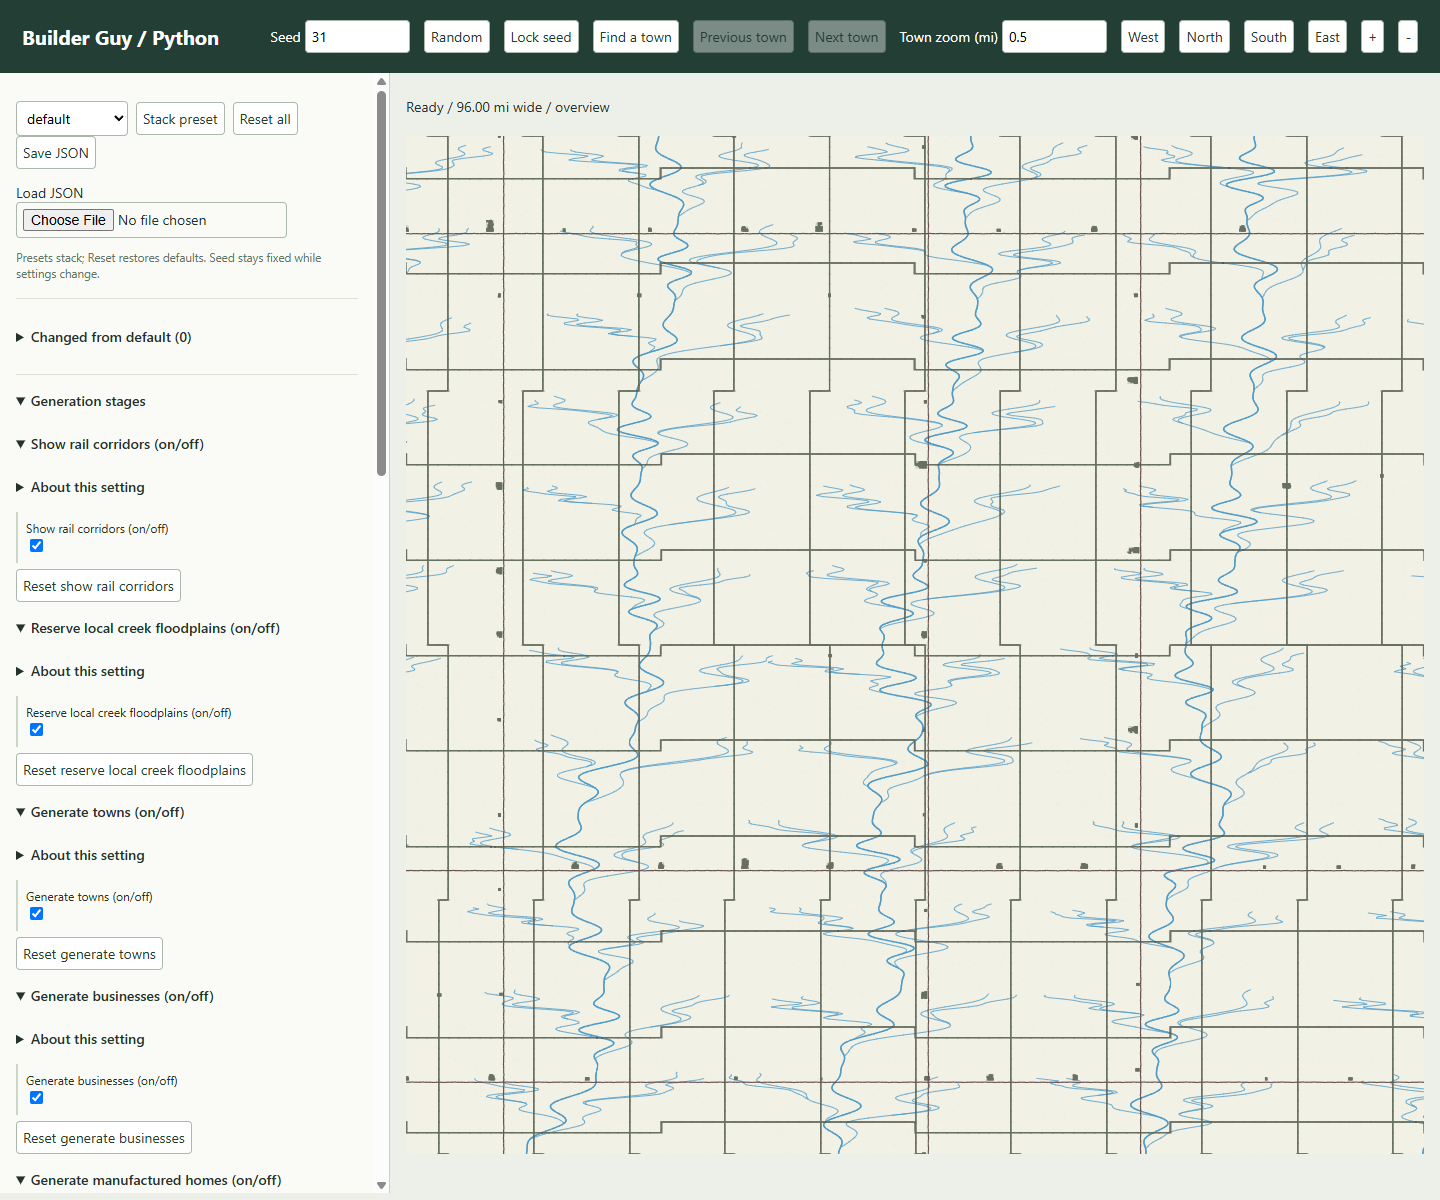 Builder Guy / Python
Seed 31 Random Lock seed Find a town Previous town Next town Town zoom (mi) 0.5 West North South East + -
default Stack preset Reset all
Save JSON
Load JSON
Choose File No file chosen
Presets stack; Reset restores defaults. Seed stays fixed while
settings change.
Changed from default (0)
Generation stages
Show rail corridors (on/off)
About this setting
Show rail corridors (on/off)
Reset show rail corridors
Reserve local creek floodplains (on/off)
About this setting
Reserve local creek floodplains (on/off)
Reset reserve local creek floodplains
Generate towns (on/off)
About this setting
Generate towns (on/off)
Reset generate towns
Generate businesses (on/off)
About this setting
Generate businesses (on/off)
Reset generate businesses
Generate manufactured homes (on/off)
Ready / 96.00 mi wide / overview